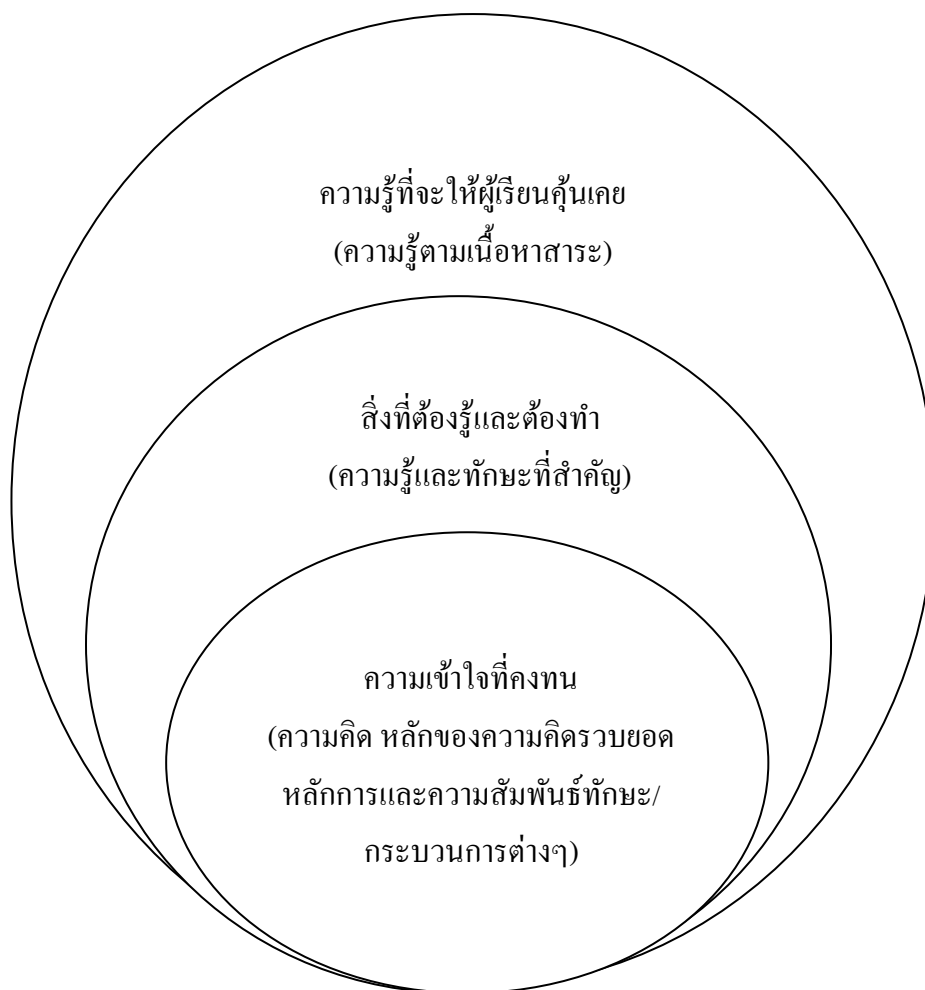 ความรู้ที่จะให้ผู้เรียนคุ้นเคย
(ความรู้ตามเนื้อหาสาระ)
สิ่งที่ต้องรู้และต้องทำ
(ความรู้และทักษะที่สำคัญ)
ความเข้าใจที่คงทน
(ความคิด หลักของความคิดรวบยอด
หลักการและความสัมพันธ์ทักษะ/
กระบวนการต่างๆ)